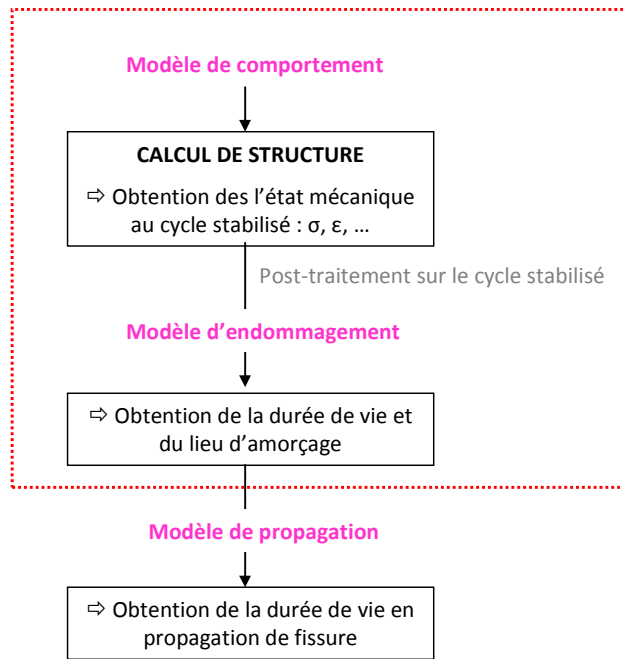 Modèle de comportement
CALCUL DE STRUCTURE
⇨ Obtention des l’état mécanique
au cycle stabilisé : σ, ε, …
Post-traitement sur le cycle stabilisé
Modèle d’endommagement
⇨ Obtention de la durée de vie et
du lieu d’amorçage
Modèle de propagation
⇨ Obtention de la durée de vie en
propagation de fissure